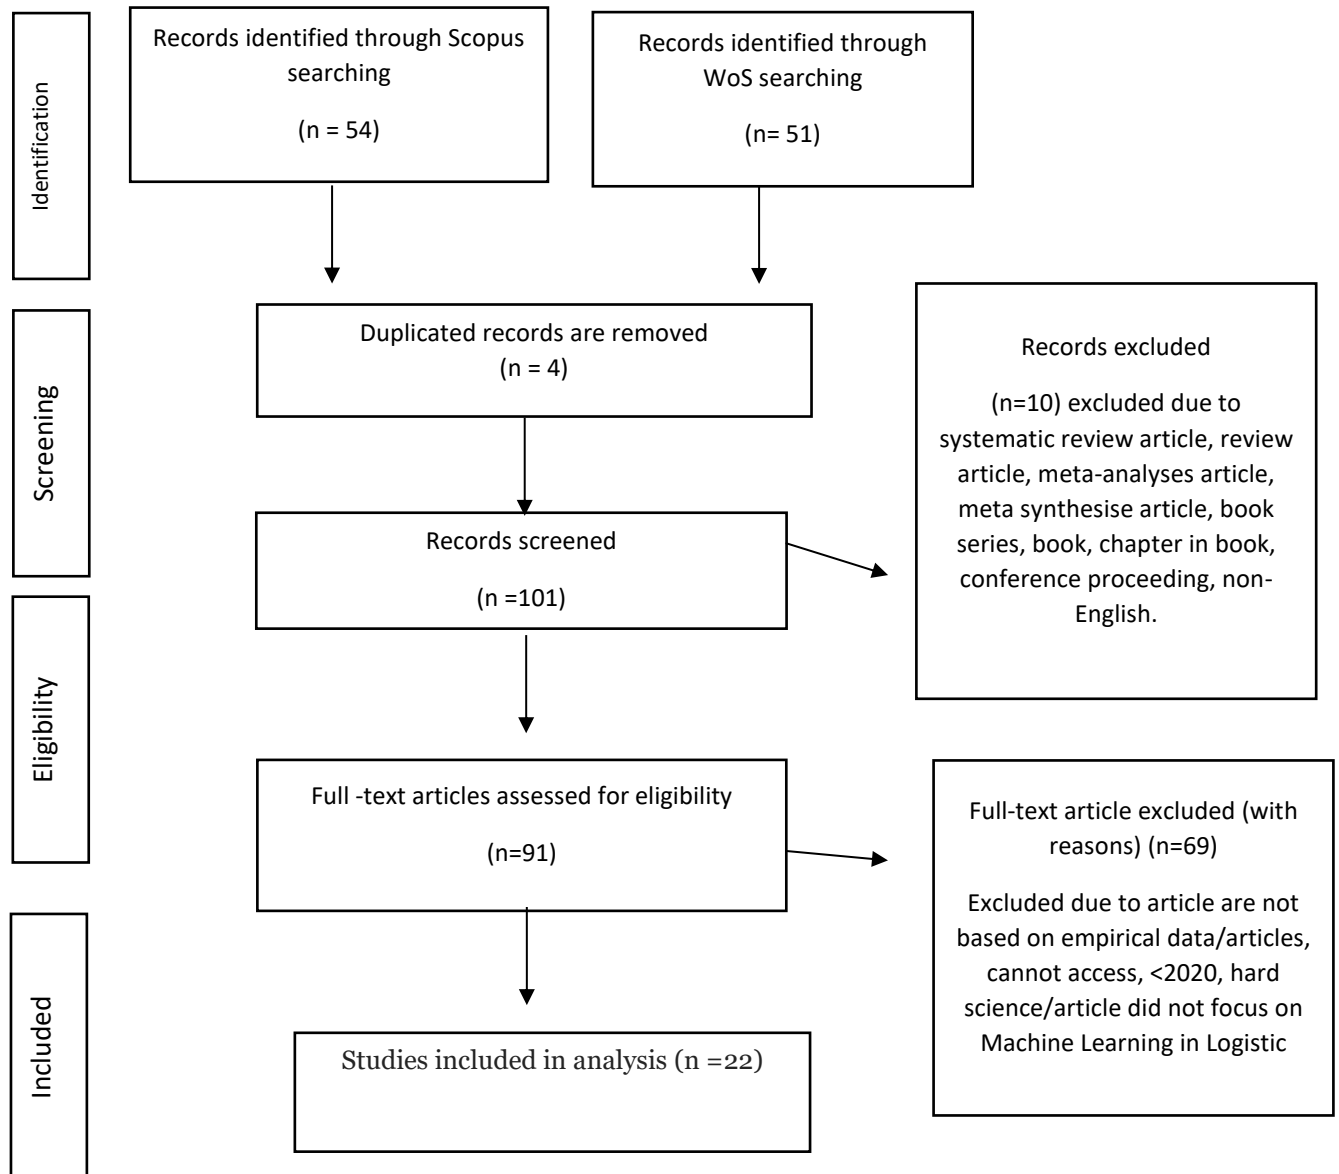 Identification
Records identified through Scopus
searching
(n = 54)
Records identified through
WoS searching
(n= 51)
Screening
Duplicated records are removed
(n = 4)
Records excluded
(n=10) excluded due to
systematic review article, review
article, meta-analyses article,
meta synthesise article, book
series, book, chapter in book,
conference proceeding, non-
English.
Records screened
(n =101)
Eligibility
Full -text articles assessed for eligibility
(n=91)
Full-text article excluded (with
reasons) (n=69)
Excluded due to article are not
based on empirical data/articles,
cannot access, <2020, hard
science/article did not focus on
Machine Learning in Logistic
Included
Studies included in analysis (n =22)